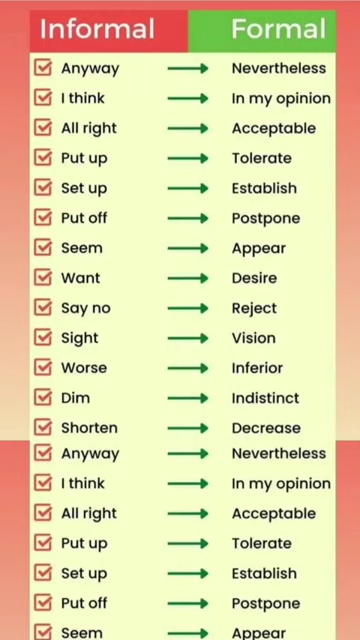 Informal Formal
Anyway Nevertheless
I think In my opinion
All right Acceptable
Put up Tolerate
Set up Establish
Put off Postpone
Seem Appear
Want Desire
Say no Reject
Sight Vision
Worse Inferior
Dim Indistinct
Shorten Decrease
Anyway Nevertheless
I think In my opinion
All right Acceptable
Put up Tolerate
Set up Establish
Put off Postpone
Seem Appear